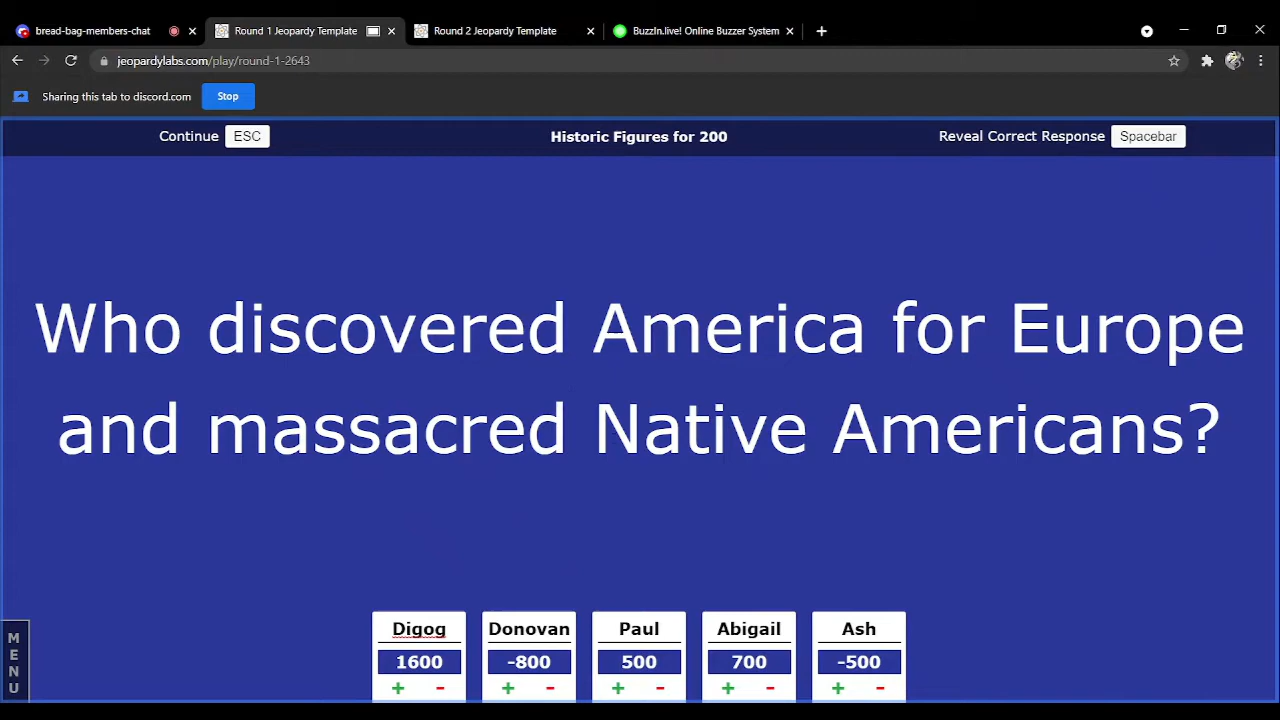 bread-bag-members-chat
Round 1 Jeopardy Template
Round 2 Jeopardy Template
BuzzIn.live! Online Buzzer System
jeopardylabs.com/play/round-1-2643
Sharing this tab to discord.com
Stop
Continue ESC
Historic Figures for 200
Reveal Correct Response Spacebar
Who discovered America for Europe
and massacred Native Americans?
MENU
Digog Donovan Paul Abigail Ash
1600 -800 500 700 -500
+ - + - + - + - + -